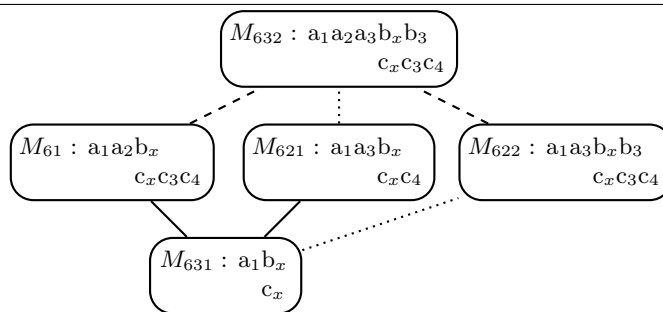 M₆₃₂ : a₁a₂a₃bₓb₃
cₓc₃c₄
M₆₁ : a₁a₂bₓ
cₓc₃c₄
M₆₂₁ : a₁a₃bₓ
cₓc₄
M₆₂₂ : a₁a₃bₓb₃
cₓc₃c₄
M₆₃₁ : a₁bₓ
cₓ